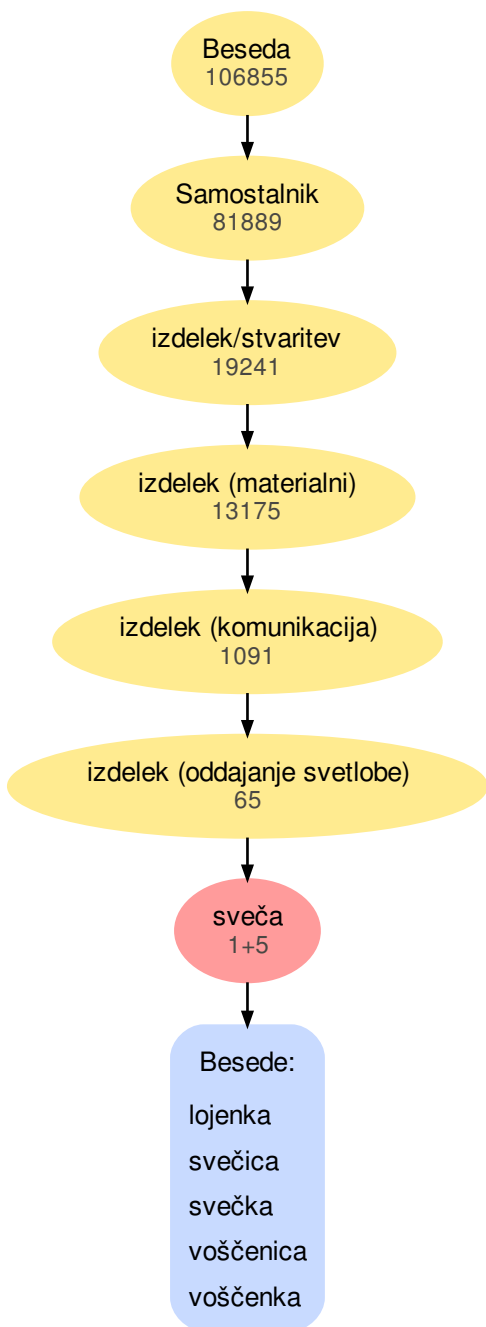 Beseda
106855
Samostalnik
81889
izdelek/stvaritev
19241
izdelek (materialni)
13175
izdelek (komunikacija)
1091
izdelek (oddajanje svetlobe)
65
sveča
1+5
Besede:
lojenka
svečica
svečka
voščenica
voščenka